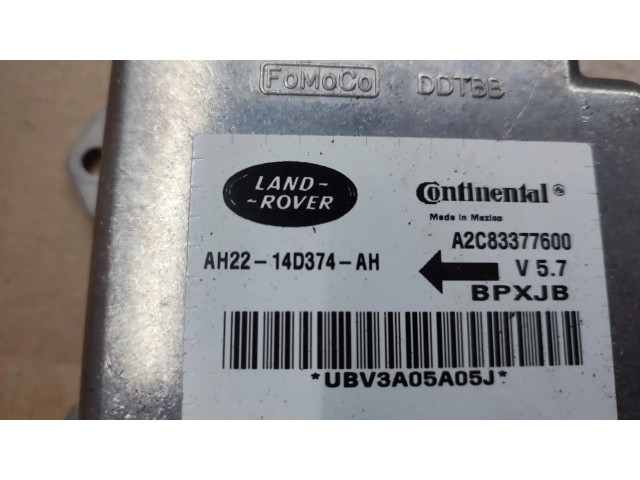 FoMoCo DDTBB
LAND~
~ROVER
Continental
Made in Mexico
A2C83377600
AH22-14D374-AH
V 5.7
BPXJB
*UBV3A05A05J*